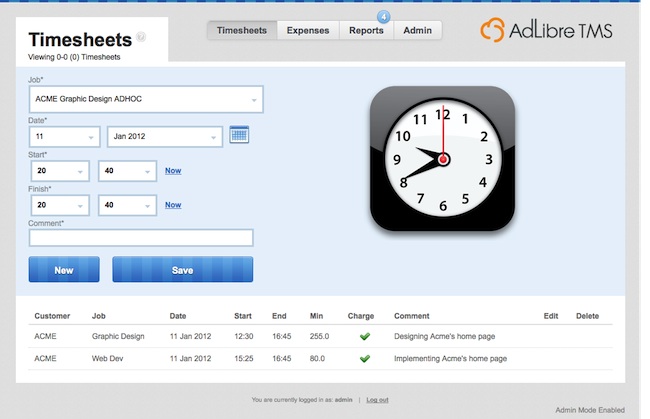 Timesheets
Viewing 0-0 (0) Timesheets
Timesheets Expenses Reports Admin
4
AdLibre TMS
Job*
ACME Graphic Design ADHOC
Date*
11 Jan 2012
Start*
20 40 Now
Finish*
20 40 Now
Comment*
New Save
12
1
2
3
4
5
6
7
8
9
10
11
Customer Job Date Start End Min Charge Comment Edit Delete
ACME Graphic Design 11 Jan 2012 12:30 16:45 255.0 Designing Acme's home page
ACME Web Dev 11 Jan 2012 15:25 16:45 80.0 Implementing Acme's home page
You are currently logged in as: admin | Log out
Admin Mode Enabled